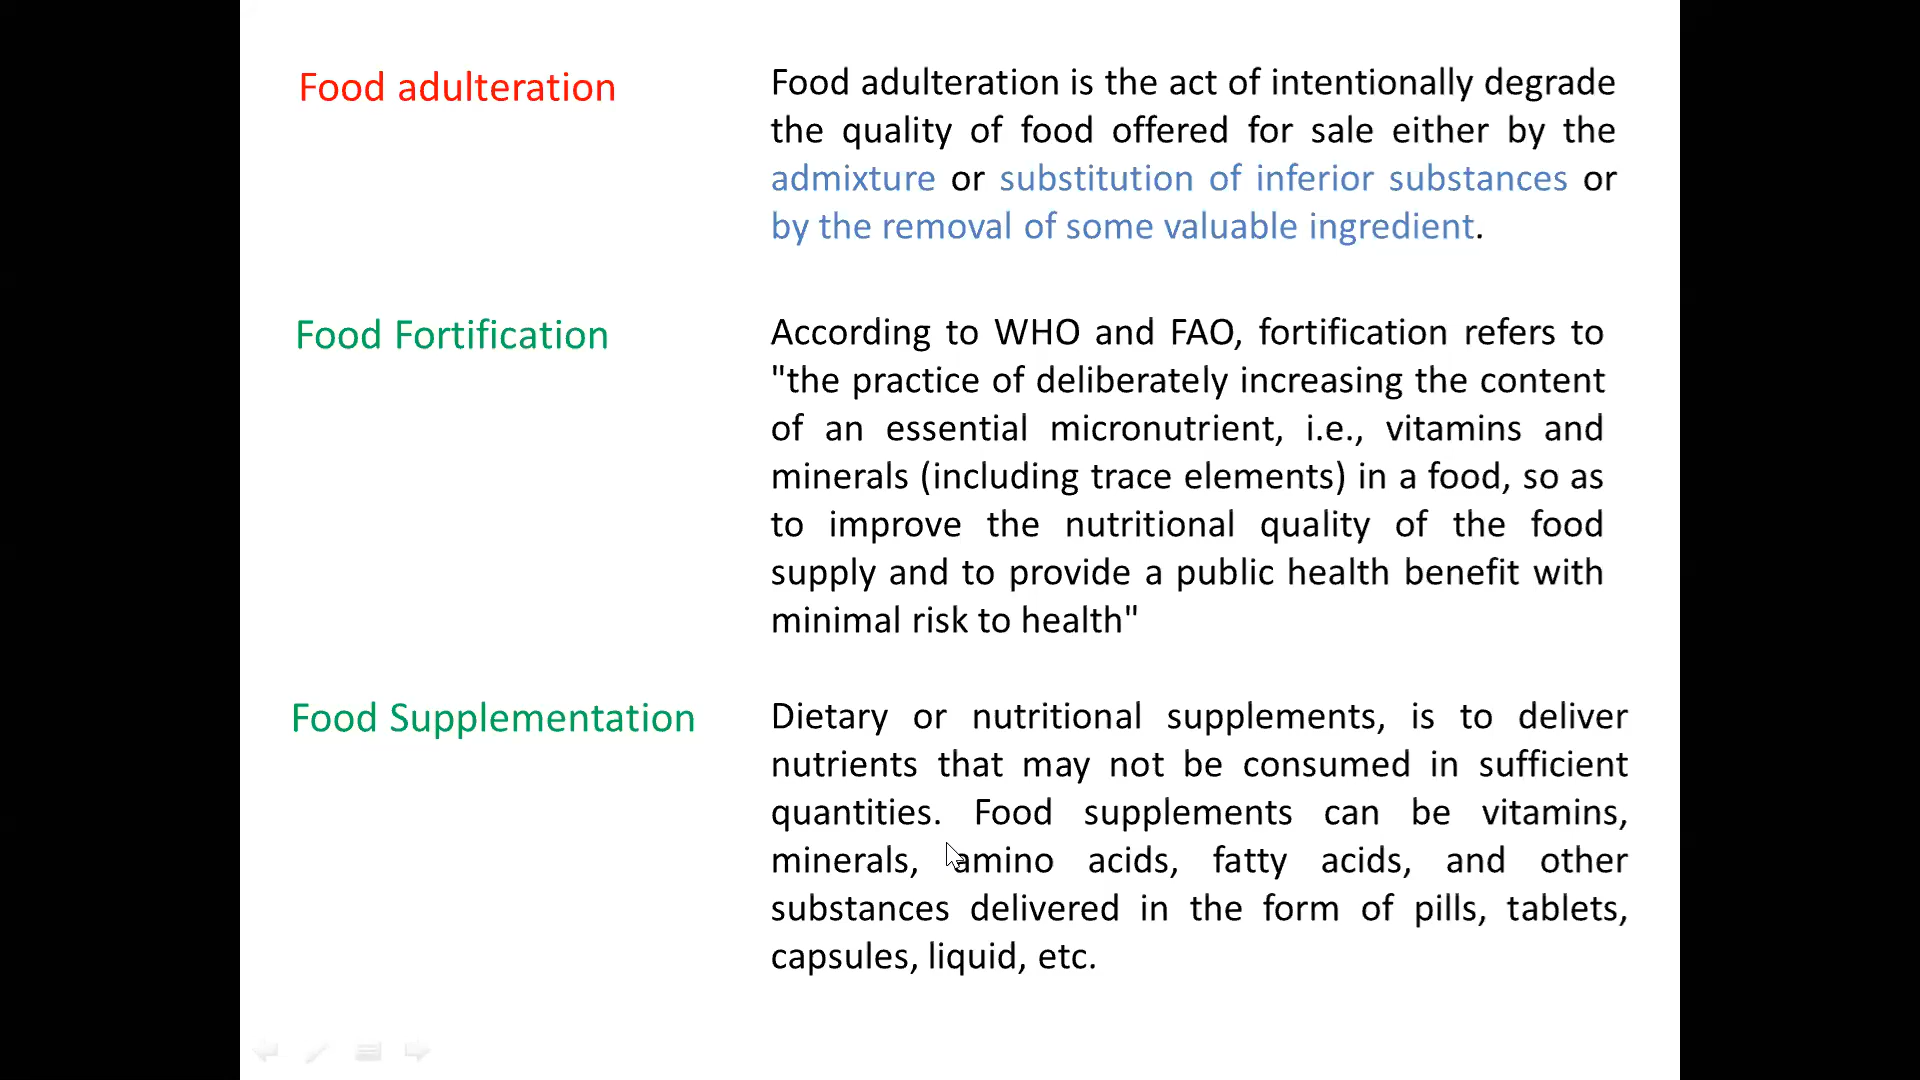 Food adulteration
Food adulteration is the act of intentionally degrade
the quality of food offered for sale either by the
admixture or substitution of inferior substances or
by the removal of some valuable ingredient.
Food Fortification
According to WHO and FAO, fortification refers to
"the practice of deliberately increasing the content
of an essential micronutrient, i.e., vitamins and
minerals (including trace elements) in a food, so as
to improve the nutritional quality of the food
supply and to provide a public health benefit with
minimal risk to health"
Food Supplementation
Dietary or nutritional supplements, is to deliver
nutrients that may not be consumed in sufficient
quantities. Food supplements can be vitamins,
minerals, amino acids, fatty acids, and other
substances delivered in the form of pills, tablets,
capsules, liquid, etc.